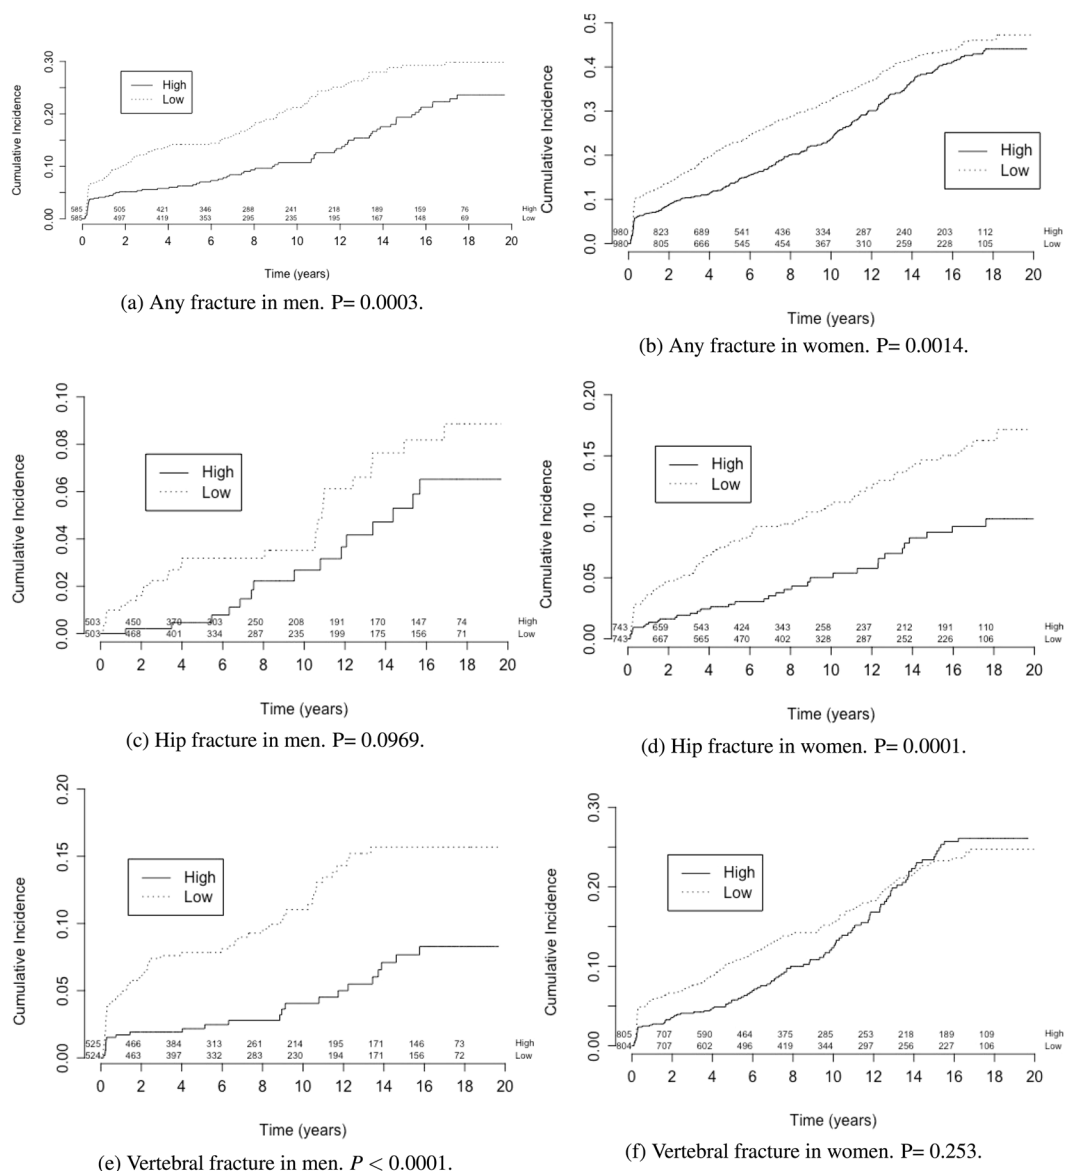 Cumulative Incidence
0.30
0.20
0.10
0.00
High
Low
585 505 421 346 288 241 218 189 159 76 High
585 497 419 353 295 235 195 167 148 69 Low
0 2 4 6 8 10 12 14 16 18 20
Time (years)
(a) Any fracture in men. P= 0.0003.
Cumulative Incidence
0.5
0.4
0.3
0.2
0.1
0.0
High
Low
980 823 689 541 436 334 287 240 203 112 High
980 805 666 545 454 367 310 259 228 105 Low
0 2 4 6 8 10 12 14 16 18 20
Time (years)
(b) Any fracture in women. P= 0.0014.
Cumulative Incidence
0.10
0.08
0.06
0.04
0.02
0.00
High
Low
503 450 370 303 250 208 191 170 147 74 High
503 468 401 334 287 235 199 175 156 71 Low
0 2 4 6 8 10 12 14 16 18 20
Time (years)
(c) Hip fracture in men. P= 0.0969.
Cumulative Incidence
0.20
0.15
0.10
0.05
0.00
High
Low
743 659 543 424 343 258 237 212 191 110 High
743 667 565 470 402 328 287 252 226 106 Low
0 2 4 6 8 10 12 14 16 18 20
Time (years)
(d) Hip fracture in women. P= 0.0001.
Cumulative Incidence
0.20
0.15
0.10
0.05
0.00
High
Low
525 466 384 313 261 214 195 171 146 73 High
524 463 397 332 283 230 194 171 156 72 Low
0 2 4 6 8 10 12 14 16 18 20
Time (years)
(e) Vertebral fracture in men. P < 0.0001.
Cumulative Incidence
0.30
0.20
0.10
0.00
High
Low
805 707 590 464 375 285 253 218 189 109 High
804 707 602 496 419 344 297 256 227 106 Low
0 2 4 6 8 10 12 14 16 18 20
Time (years)
(f) Vertebral fracture in women. P= 0.253.